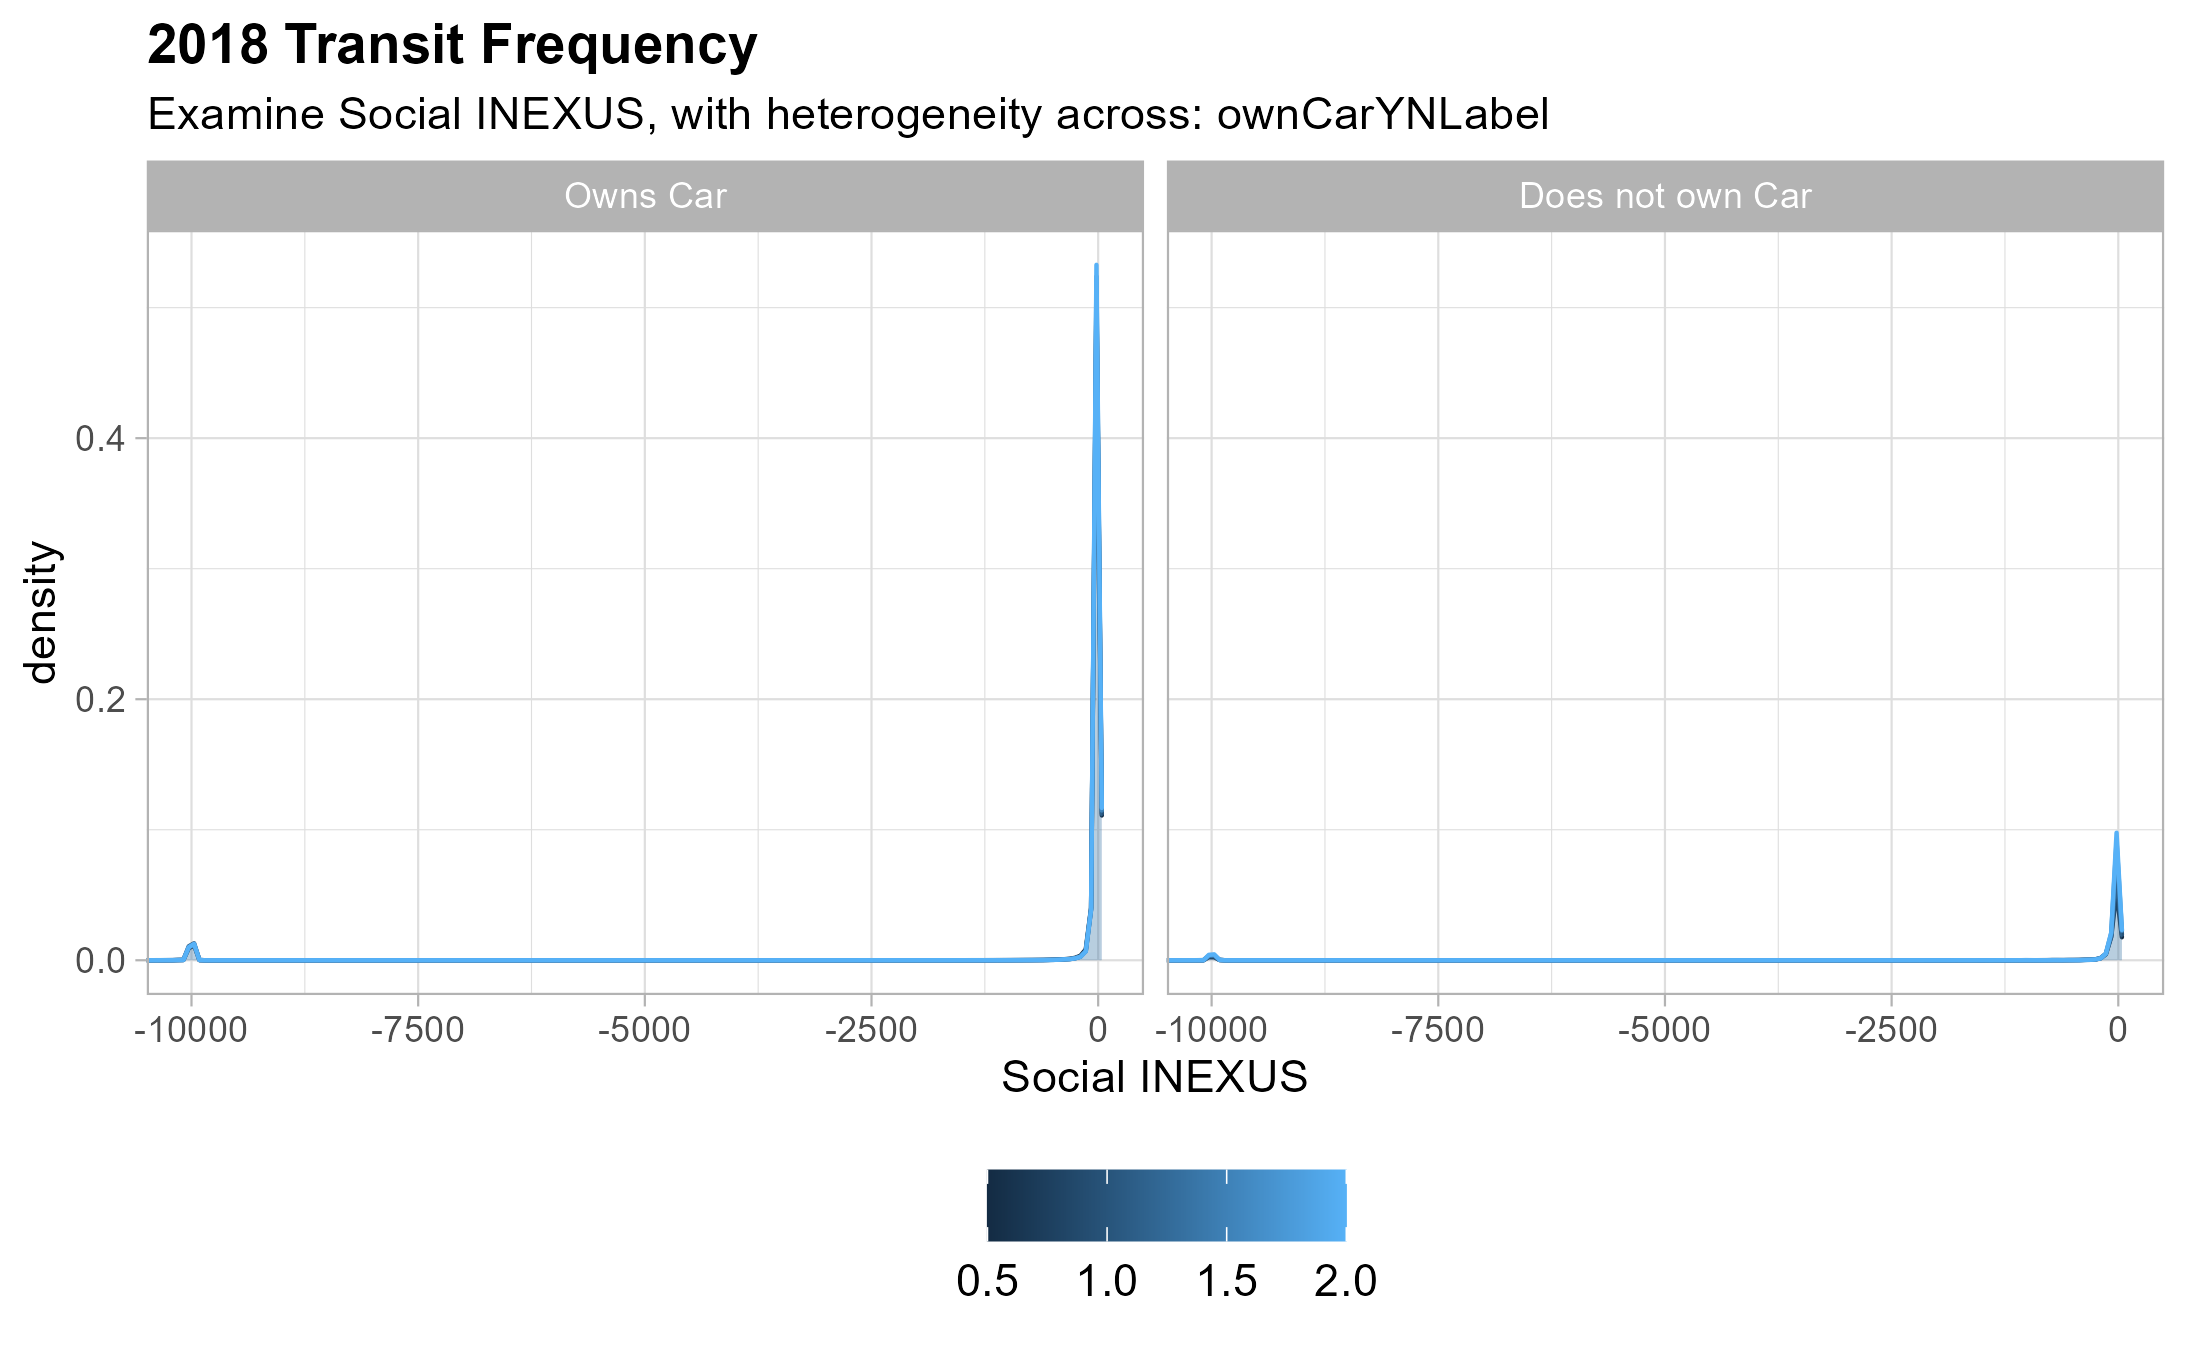 2018 Transit Frequency
Examine Social INEXUS, with heterogeneity across: ownCarYNLabel
Owns Car
Does not own Car
density
0.4
0.2
0.0
-10000 -7500 -5000 -2500 0 -10000 -7500 -5000 -2500 0
Social INEXUS
0.5 1.0 1.5 2.0